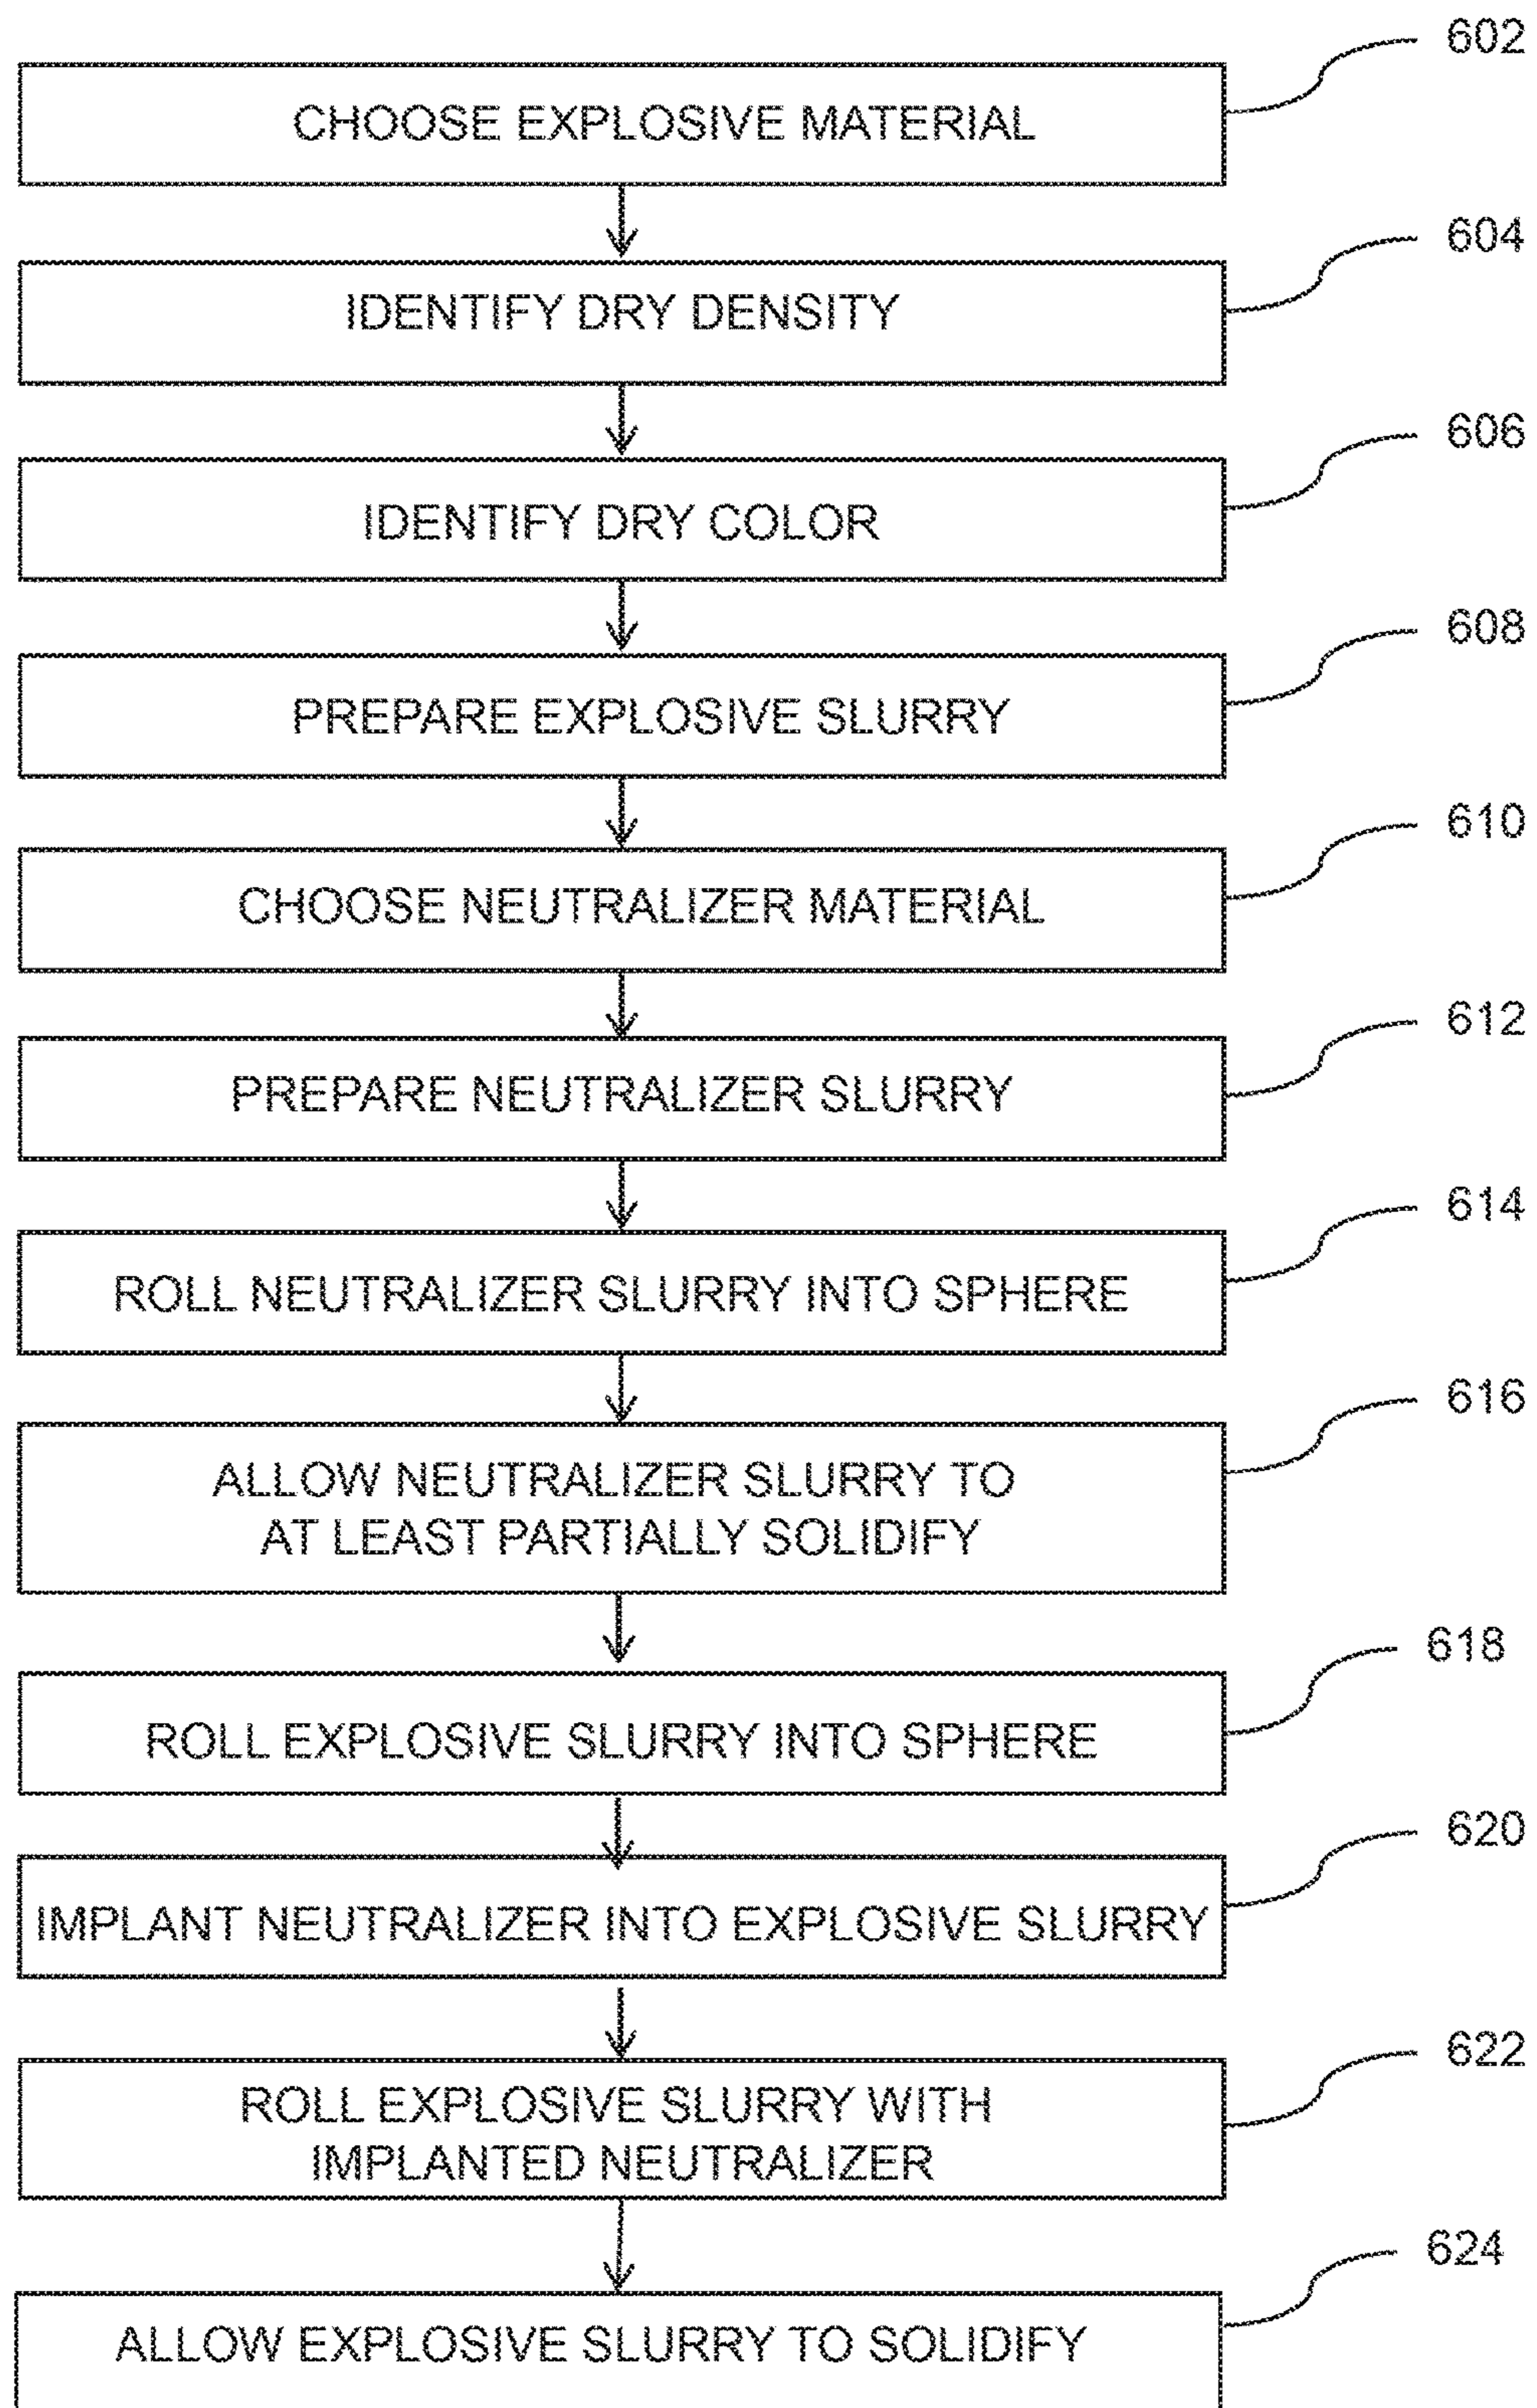 602
CHOOSE EXPLOSIVE MATERIAL
604
IDENTIFY DRY DENSITY
606
IDENTIFY DRY COLOR
608
PREPARE EXPLOSIVE SLURRY
610
CHOOSE NEUTRALIZER MATERIAL
612
PREPARE NEUTRALIZER SLURRY
614
ROLL NEUTRALIZER SLURRY INTO SPHERE
616
ALLOW NEUTRALIZER SLURRY TO
AT LEAST PARTIALLY SOLIDIFY
618
ROLL EXPLOSIVE SLURRY INTO SPHERE
620
IMPLANT NEUTRALIZER INTO EXPLOSIVE SLURRY
622
ROLL EXPLOSIVE SLURRY WITH
IMPLANTED NEUTRALIZER
624
ALLOW EXPLOSIVE SLURRY TO SOLIDIFY